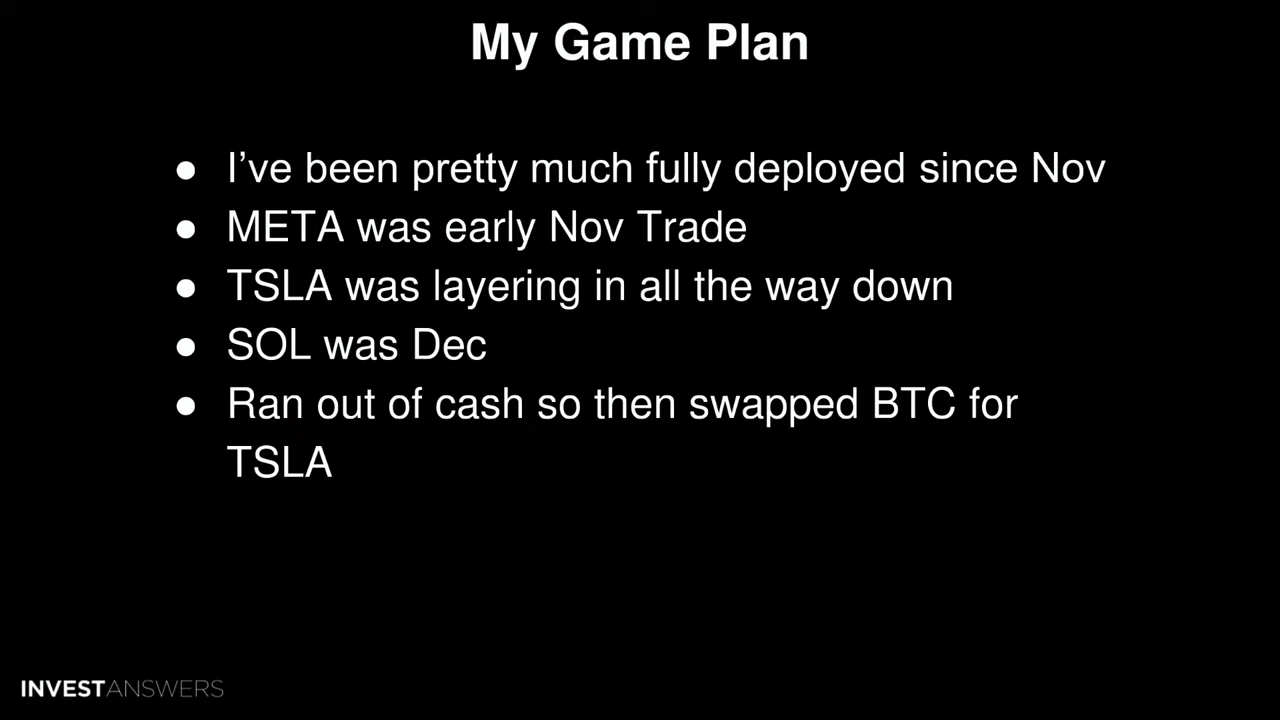 My Game Plan
● I’ve been pretty much fully deployed since Nov
● META was early Nov Trade
● TSLA was layering in all the way down
● SOL was Dec
● Ran out of cash so then swapped BTC for
TSLA
INVESTANSWERS